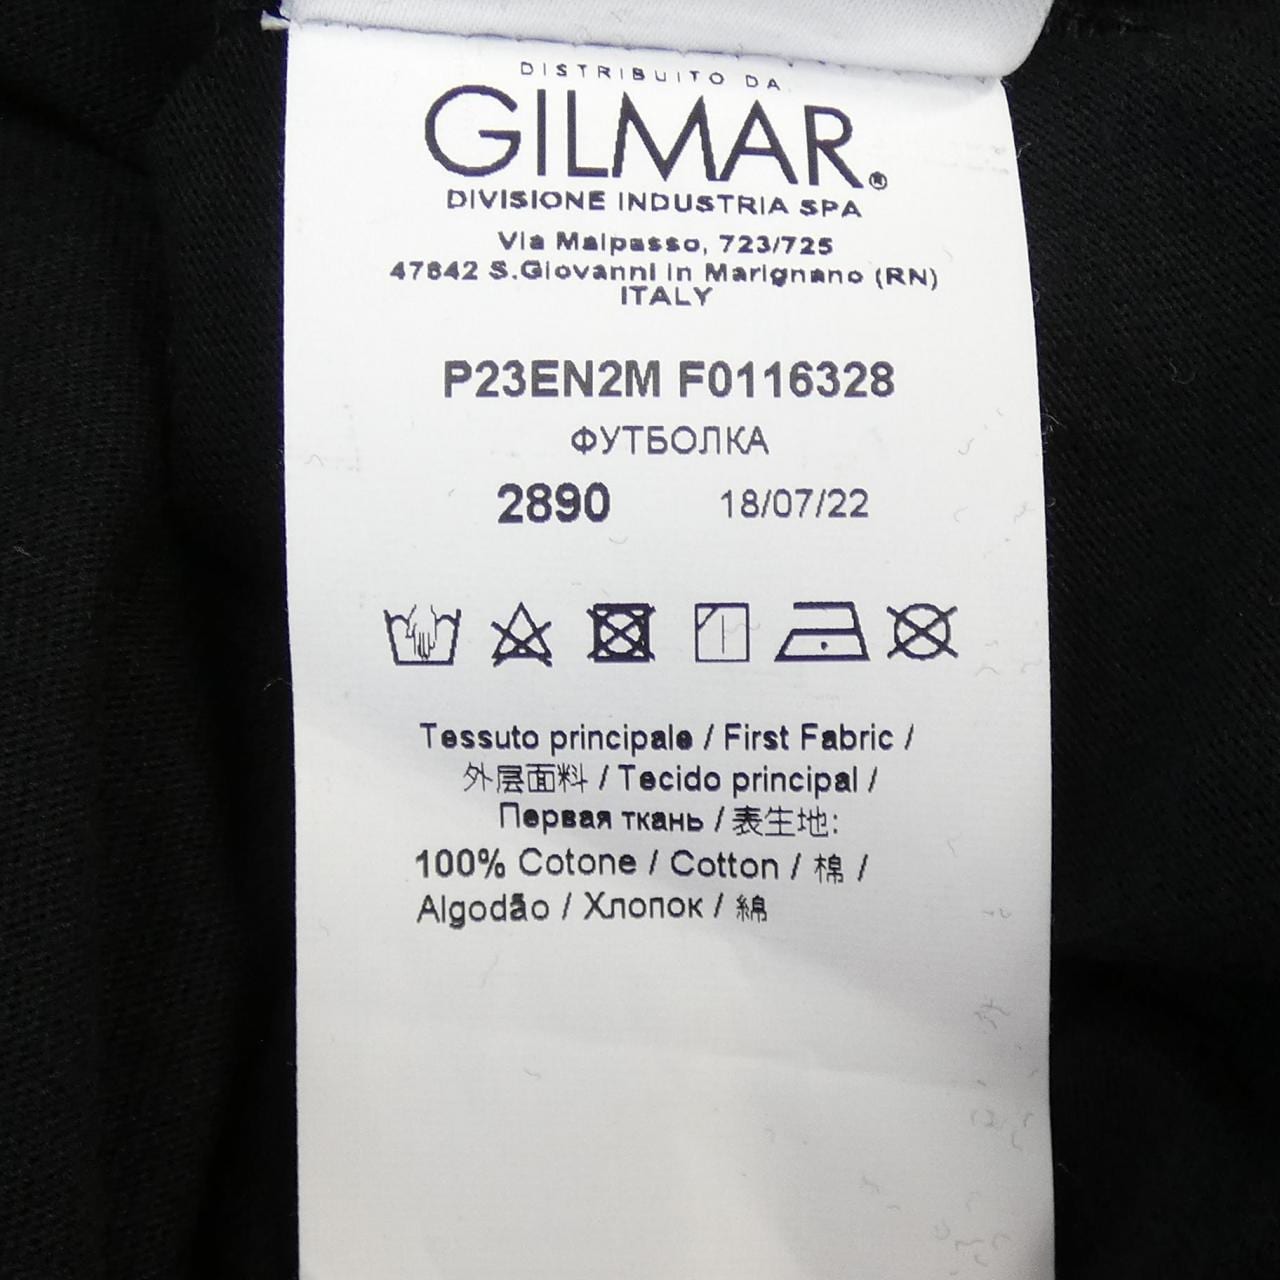 DISTRIBUITO DA
GILMAR®
DIVISIONE INDUSTRIA SPA
Via Malpasso, 723/725
47842 S.Giovanni in Marignano (RN)
ITALY
P23EN2M F0116328
ФУТБОЛКА
2890 18/07/22
Tessuto principale / First Fabric /
外层面料 / Tecido principal /
Первая ткань / 表生地:
100% Cotone / Cotton / 棉 /
Algodão / Хлопок / 綿